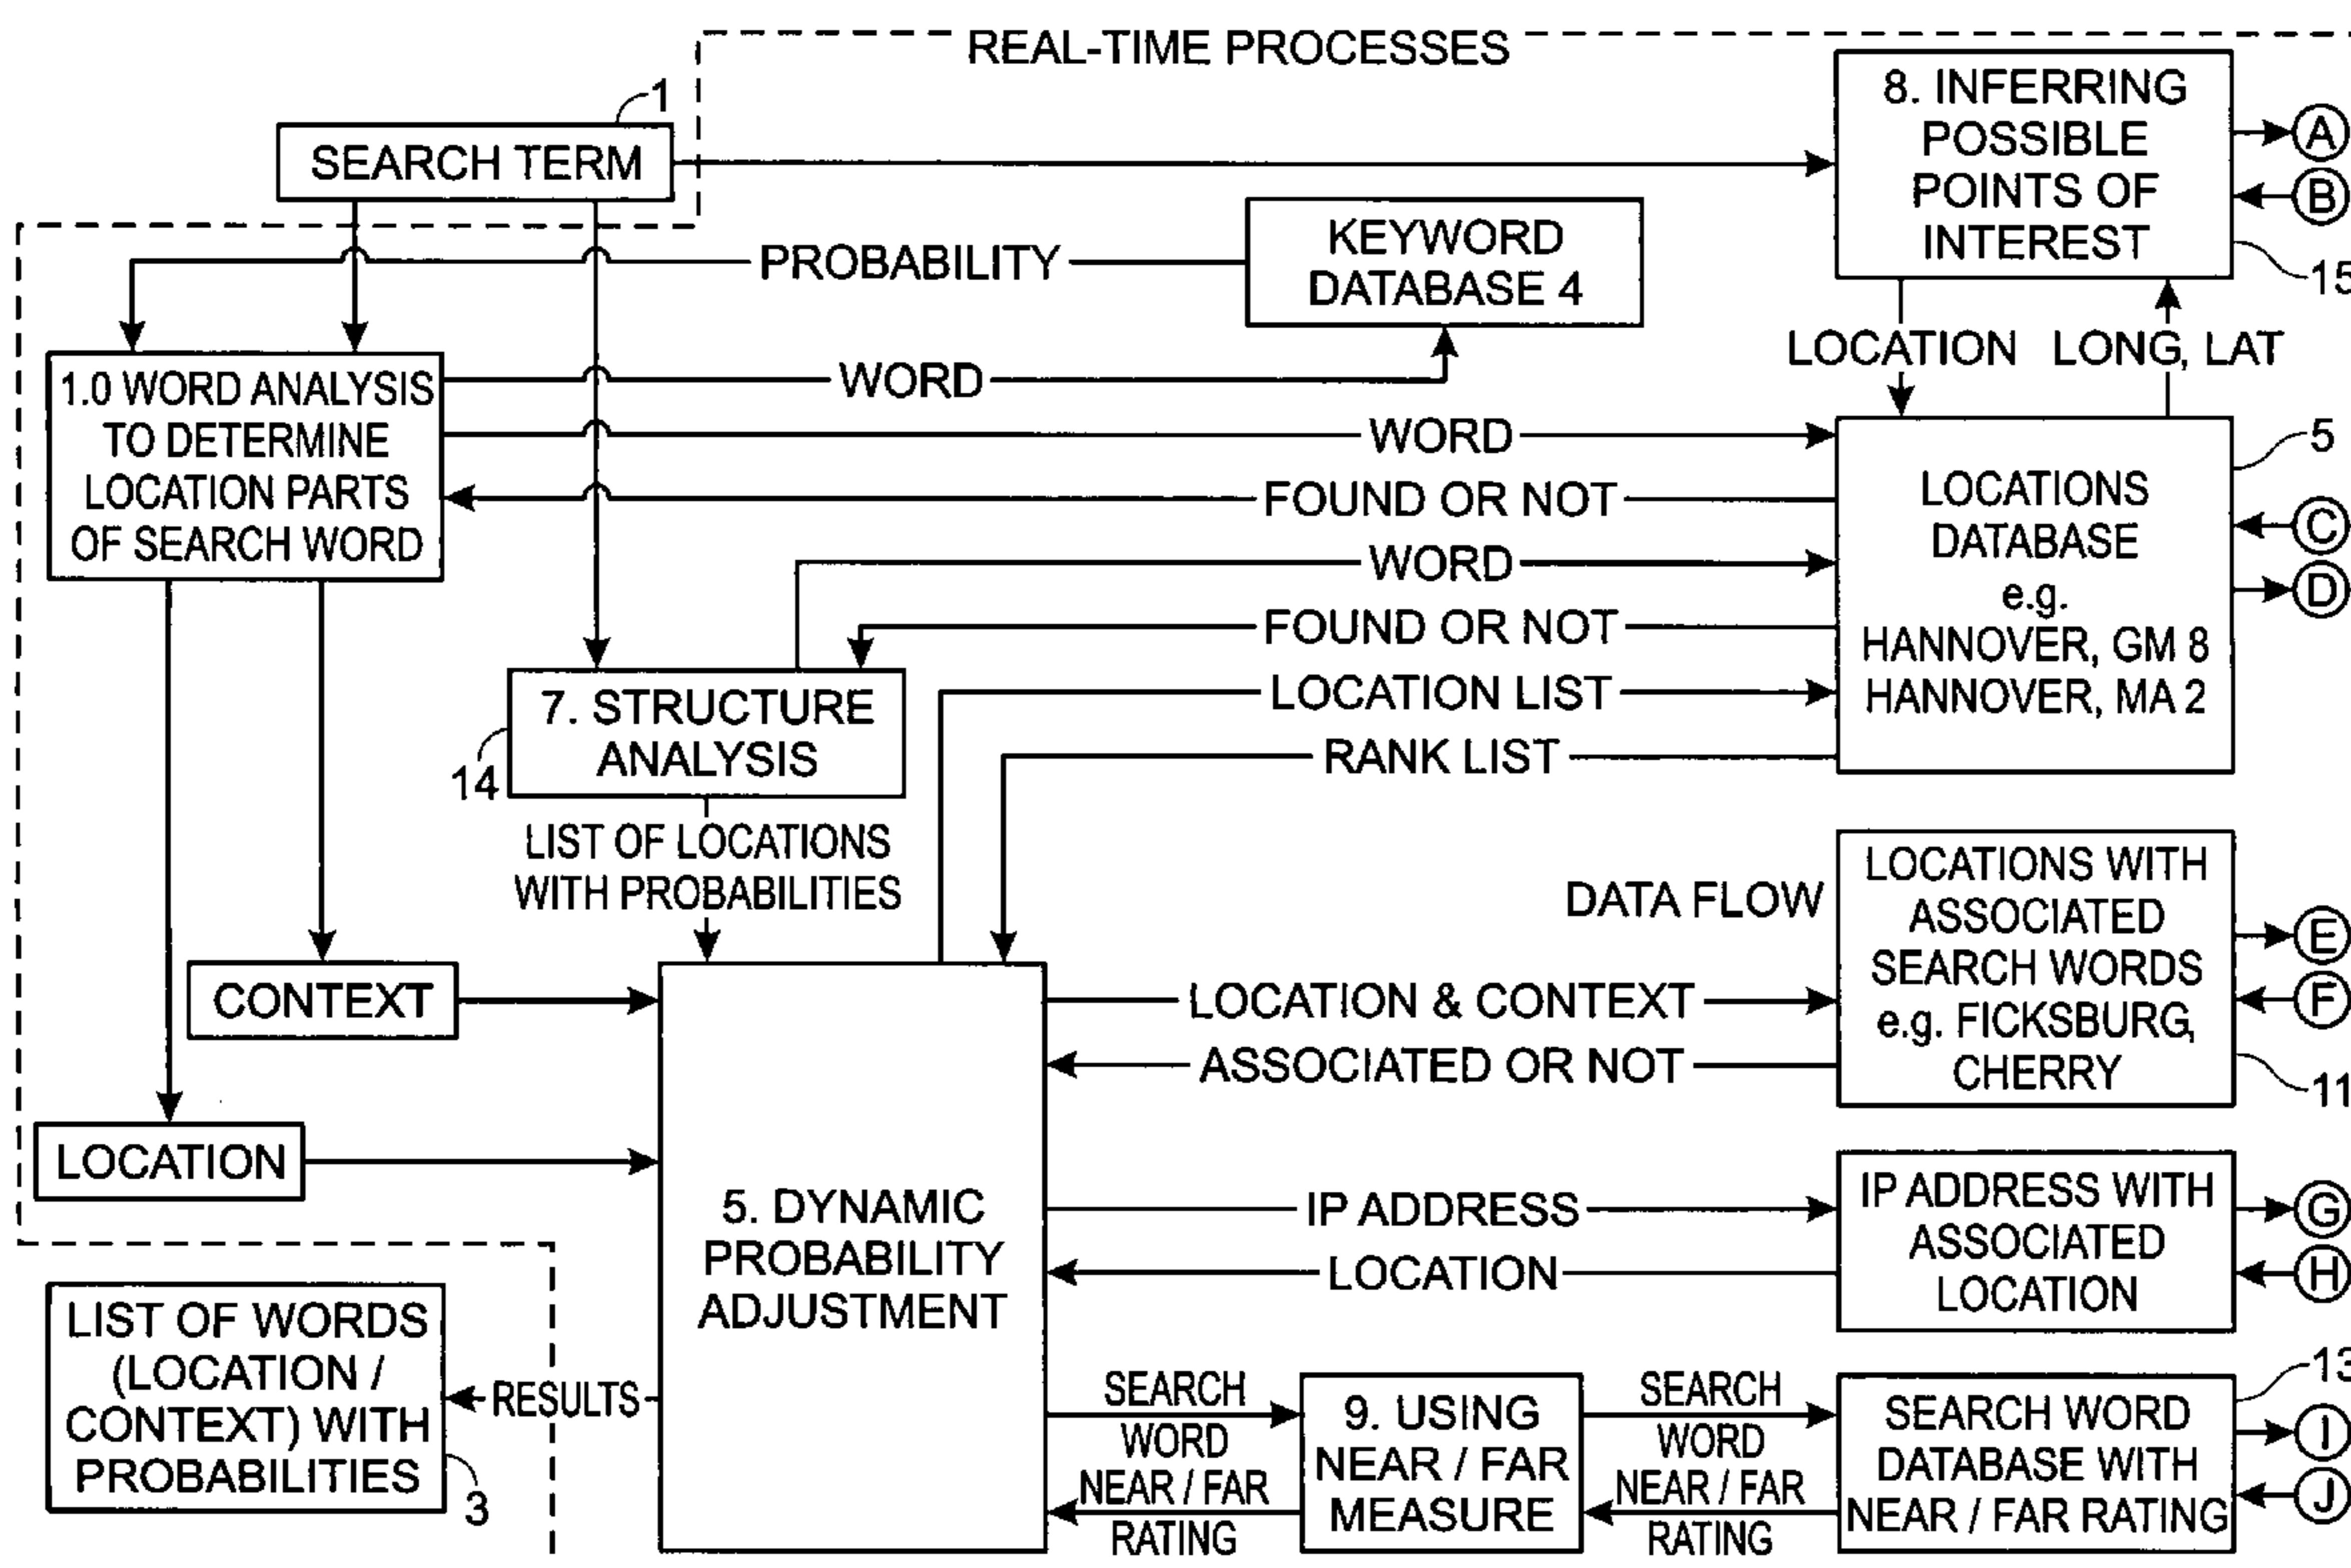 REAL-TIME PROCESSES
1
SEARCH TERM
8. INFERRING
POSSIBLE
POINTS OF
INTEREST
A
B
15
PROBABILITY
KEYWORD
DATABASE 4
LOCATION
LONG, LAT
1.0 WORD ANALYSIS
TO DETERMINE
LOCATION PARTS
OF SEARCH WORD
WORD
WORD
FOUND OR NOT
WORD
FOUND OR NOT
LOCATION LIST
RANK LIST
5
LOCATIONS
DATABASE
e.g.
HANNOVER, GM 8
HANNOVER, MA 2
C
D
7. STRUCTURE
ANALYSIS
14
LIST OF LOCATIONS
WITH PROBABILITIES
DATA FLOW
LOCATIONS WITH
ASSOCIATED
SEARCH WORDS
e.g. FICKSBURG,
CHERRY
E
F
11
CONTEXT
LOCATION & CONTEXT
ASSOCIATED OR NOT
LOCATION
5. DYNAMIC
PROBABILITY
ADJUSTMENT
IP ADDRESS
LOCATION
IP ADDRESS WITH
ASSOCIATED
LOCATION
G
H
LIST OF WORDS
(LOCATION /
CONTEXT) WITH
PROBABILITIES
3
RESULTS
SEARCH
WORD
NEAR / FAR
RATING
9. USING
NEAR / FAR
MEASURE
SEARCH
WORD
NEAR / FAR
RATING
13
SEARCH WORD
DATABASE WITH
NEAR / FAR RATING
I
J